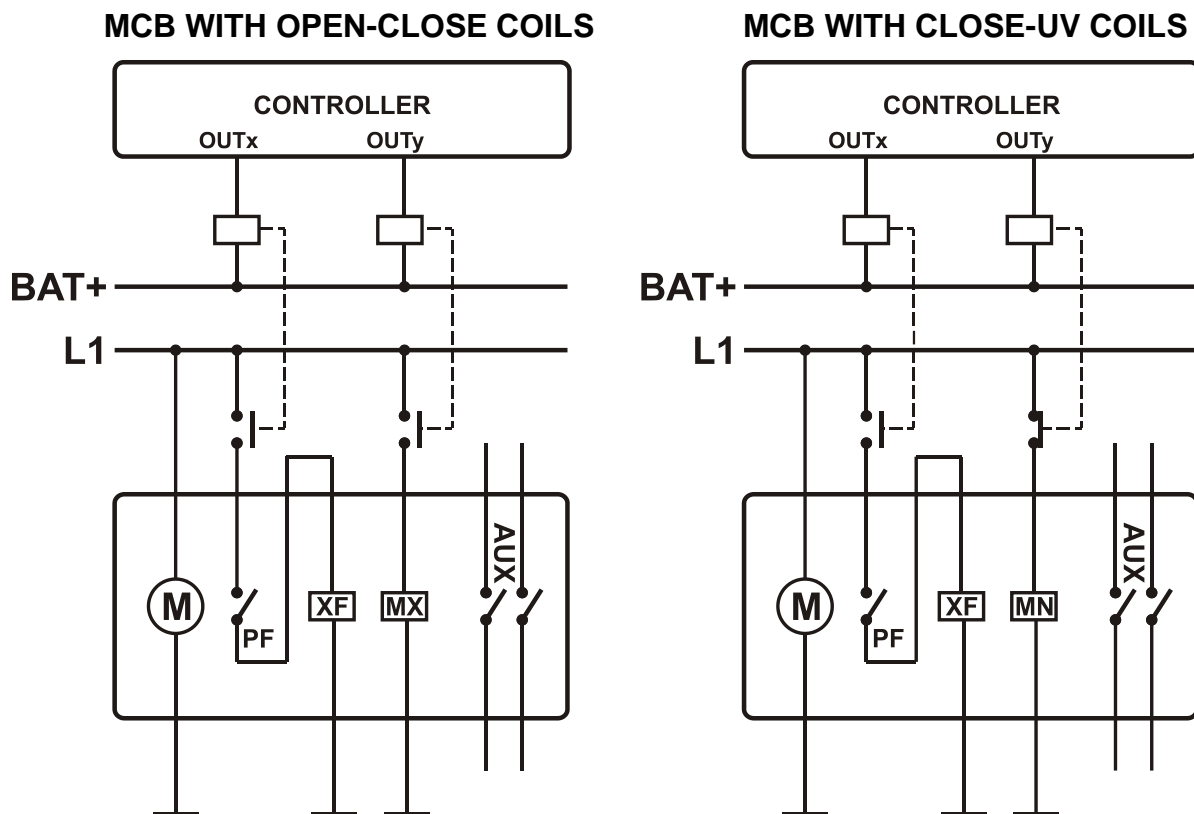 MCB WITH OPEN-CLOSE COILS
CONTROLLER
OUTx OUTy
BAT+
L1
AUX
M
PF
XF
MX
MCB WITH CLOSE-UV COILS
CONTROLLER
OUTx OUTy
BAT+
L1
AUX
M
PF
XF
MN